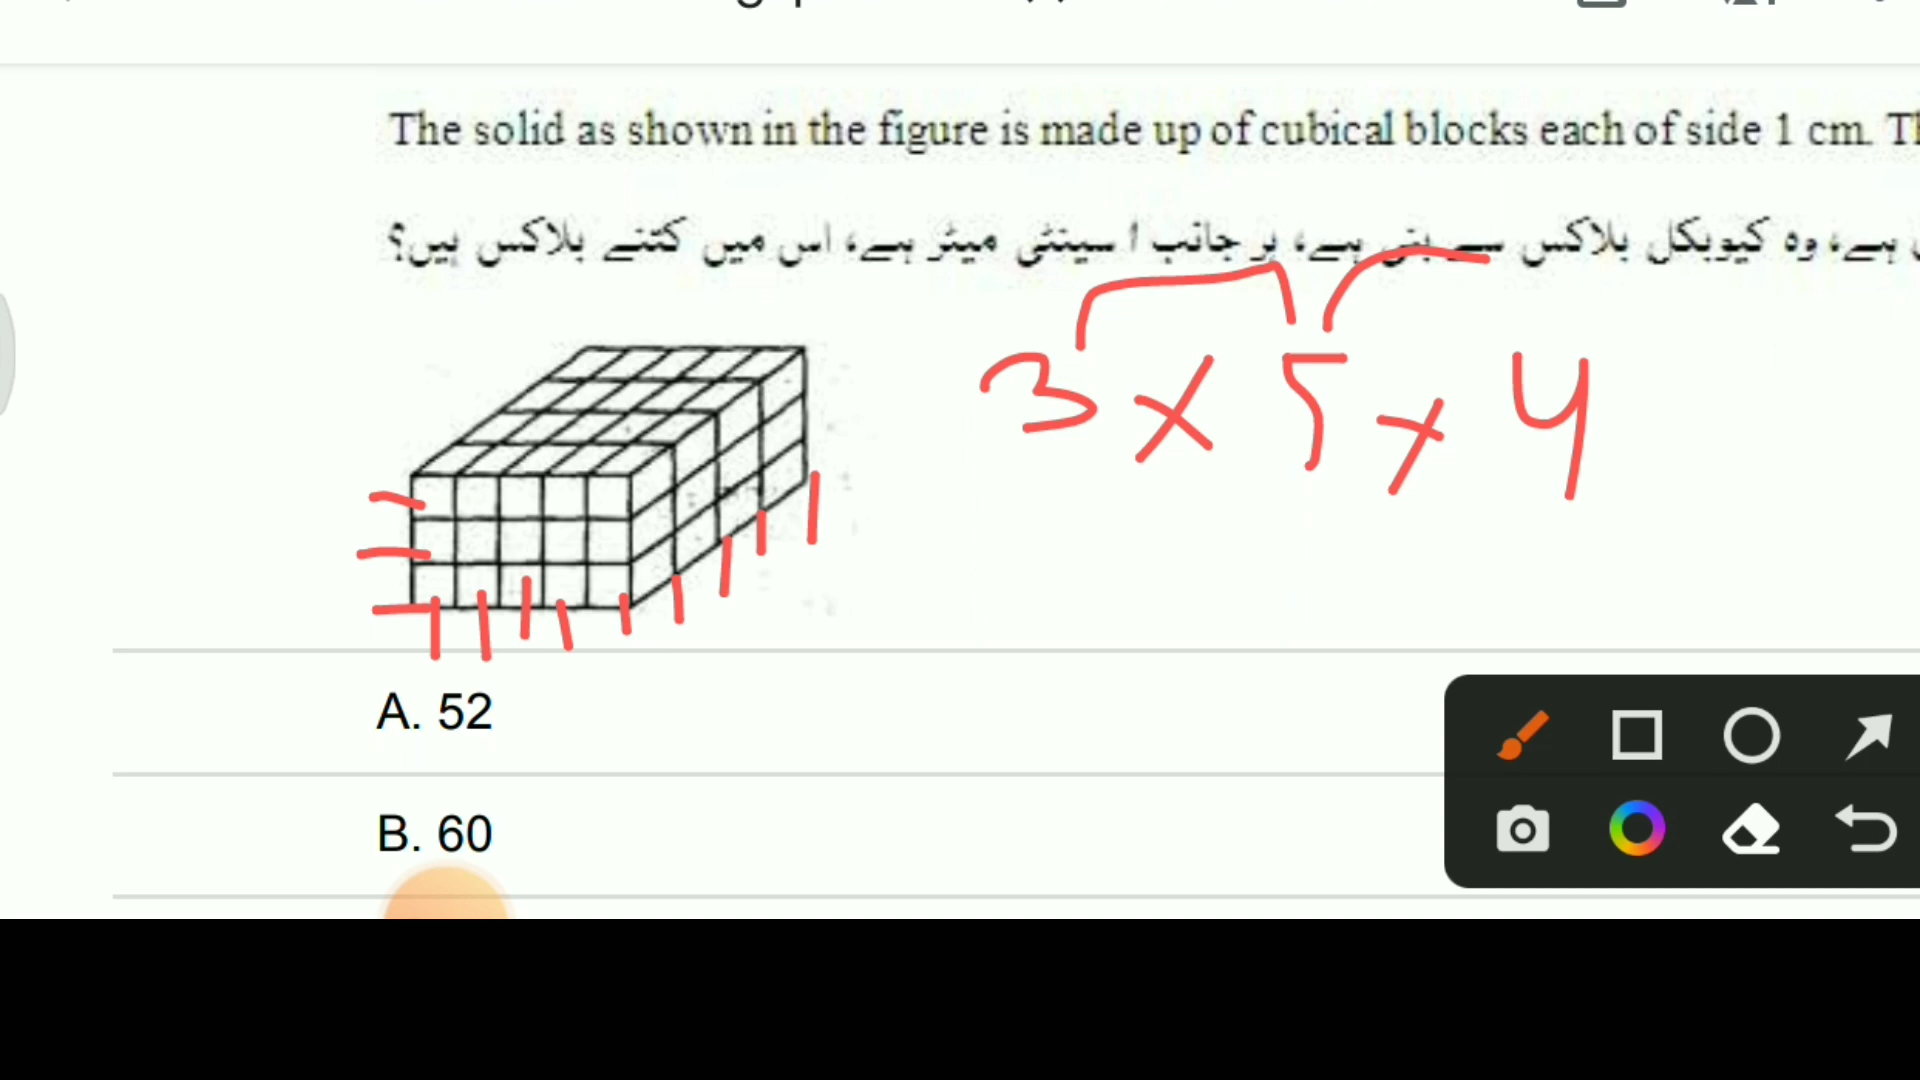 The solid as shown in the figure is made up of cubical blocks each of side 1 cm. Th
ہے، وہ کیوبکل بلاکس سے بنی ہے، ہر جانب ا سینٹی میٹر ہے، اس میں کتنے بلاکس ہیں؟
3 x 5 x 4
A. 52
B. 60